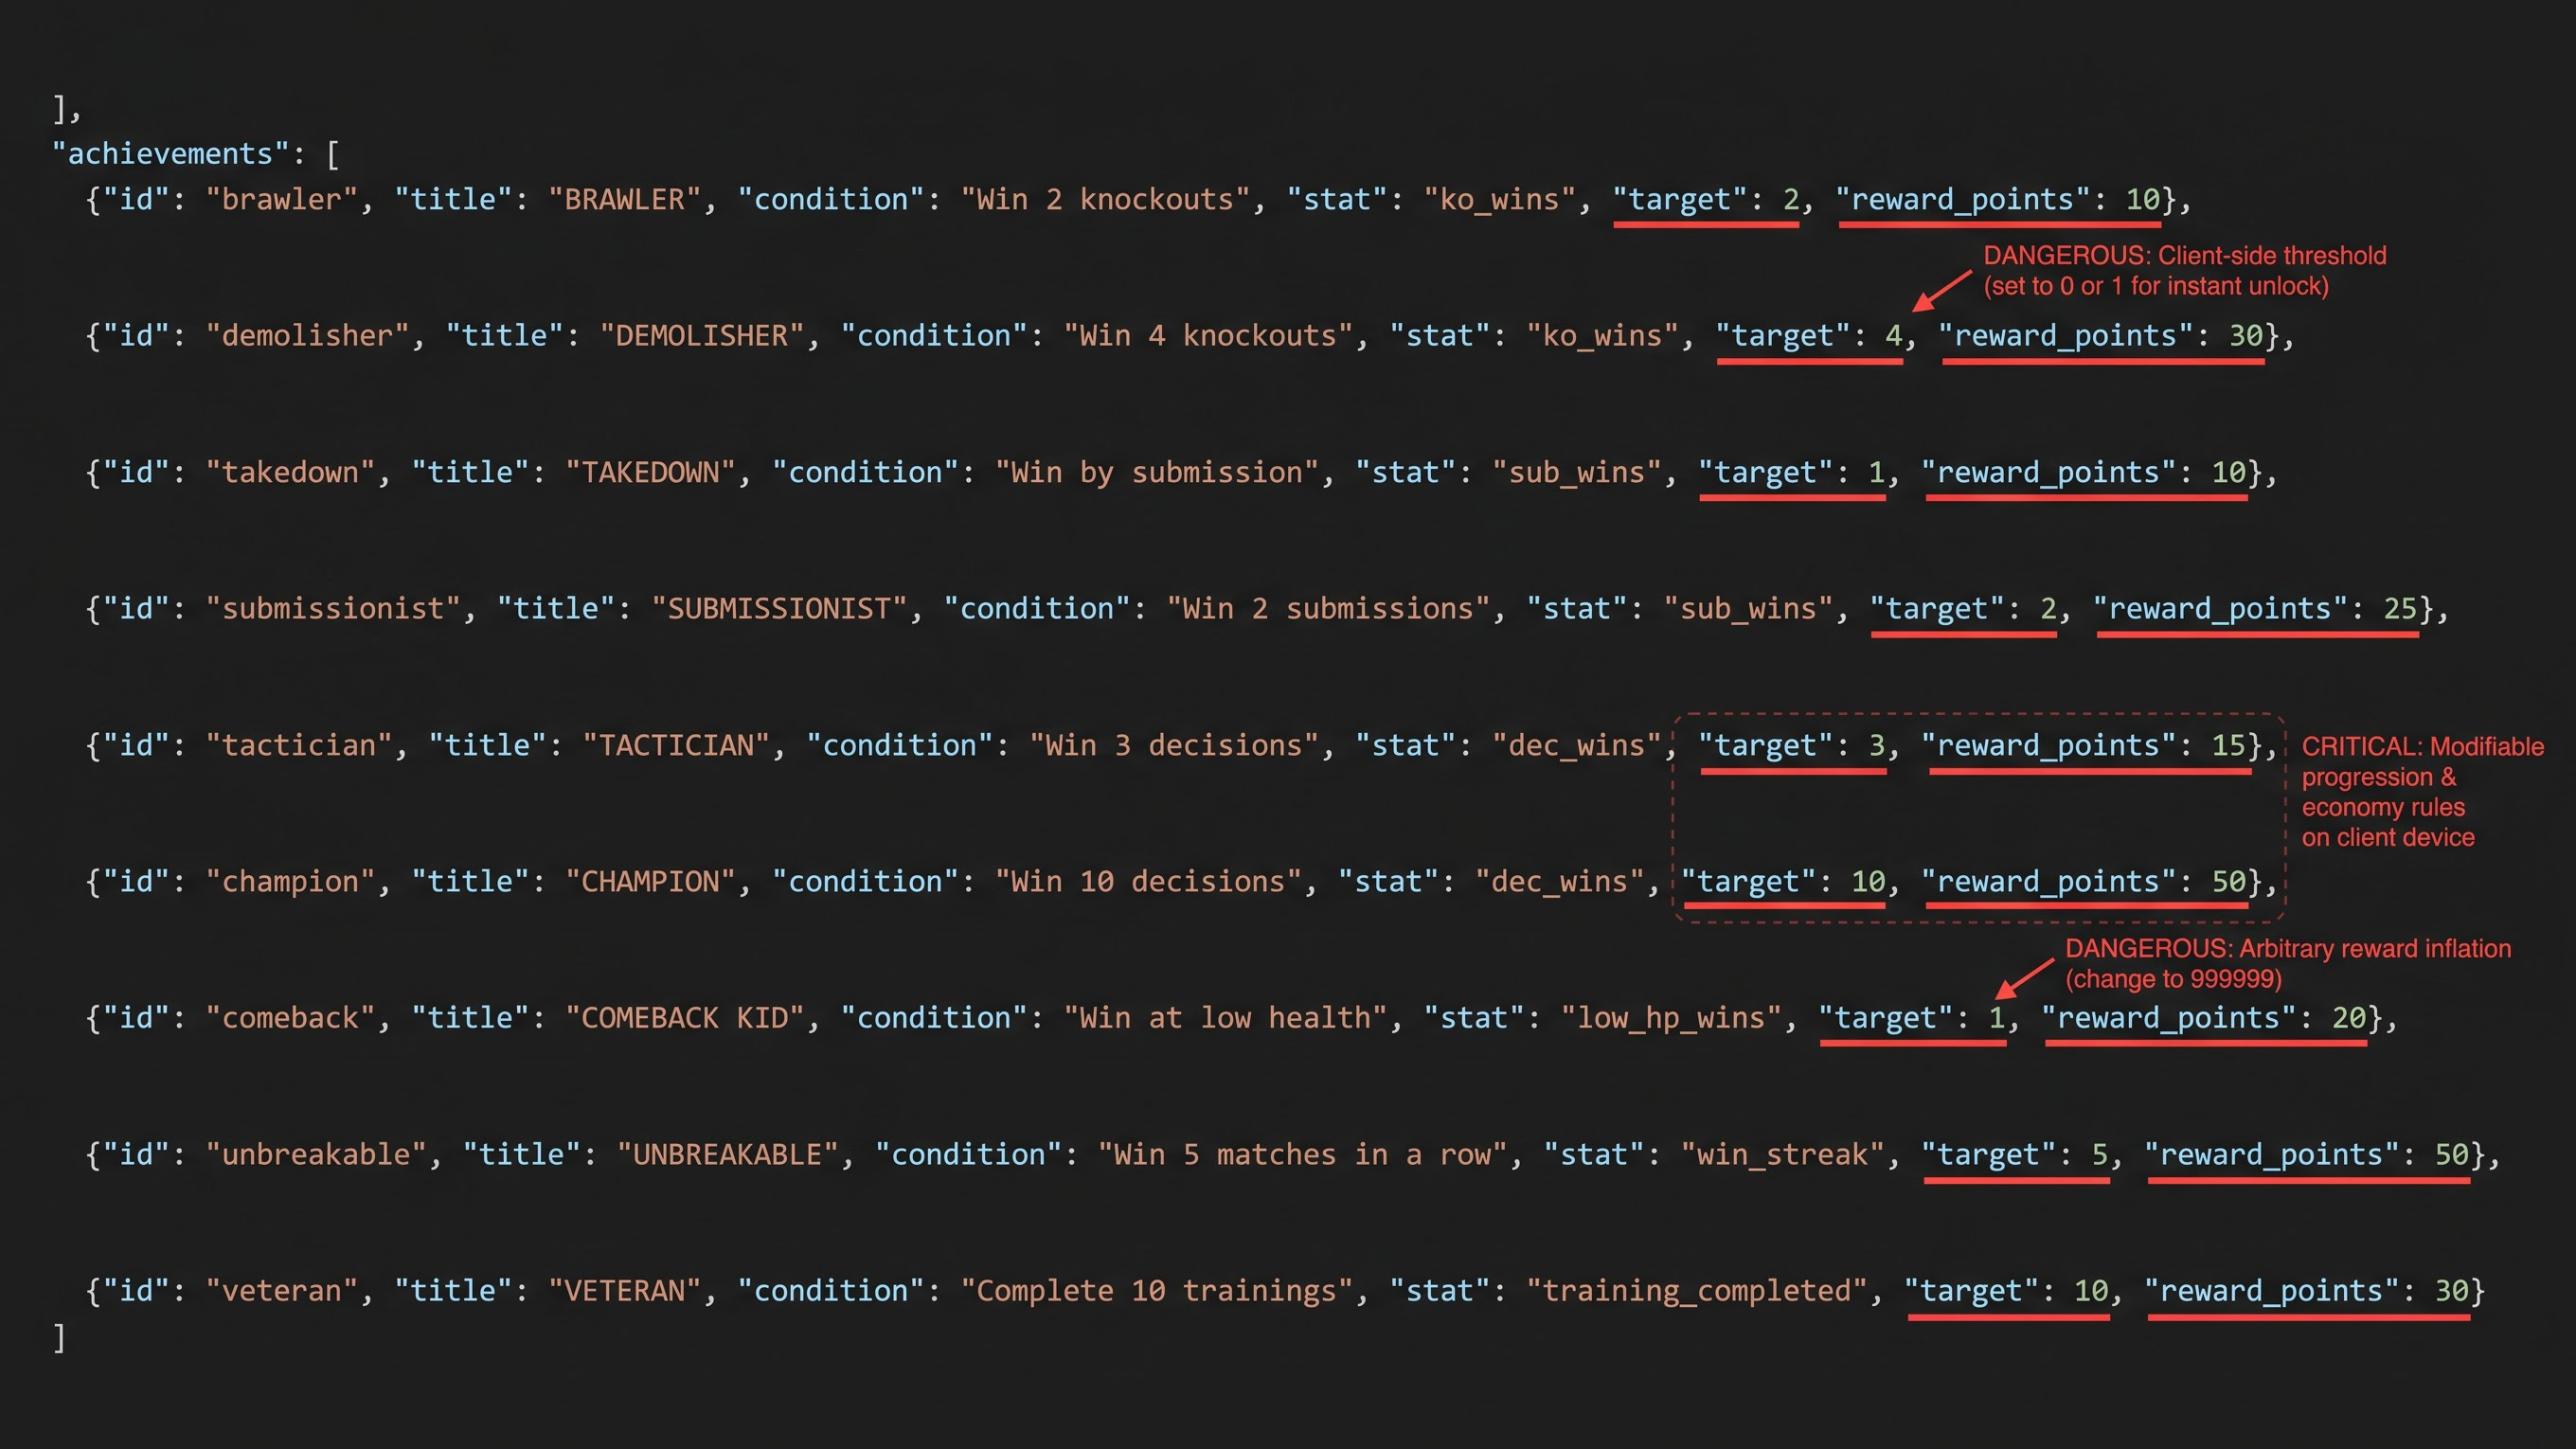 ],
"achievements": [
{"id": "brawler", "title": "BRAWLER", "condition": "Win 2 knockouts", "stat": "ko_wins", "target": 2, "reward_points": 10},
DANGEROUS: Client-side threshold
(set to 0 or 1 for instant unlock)
{"id": "demolisher", "title": "DEMOLISHER", "condition": "Win 4 knockouts", "stat": "ko_wins", "target": 4, "reward_points": 30},
{"id": "takedown", "title": "TAKEDOWN", "condition": "Win by submission", "stat": "sub_wins", "target": 1, "reward_points": 10},
{"id": "submissionist", "title": "SUBMISSIONIST", "condition": "Win 2 submissions", "stat": "sub_wins", "target": 2, "reward_points": 25},
{"id": "tactician", "title": "TACTICIAN", "condition": "Win 3 decisions", "stat": "dec_wins", "target": 3, "reward_points": 15},
CRITICAL: Modifiable
progression &
economy rules
on client device
{"id": "champion", "title": "CHAMPION", "condition": "Win 10 decisions", "stat": "dec_wins", "target": 10, "reward_points": 50},
DANGEROUS: Arbitrary reward inflation
(change to 999999)
{"id": "comeback", "title": "COMEBACK KID", "condition": "Win at low health", "stat": "low_hp_wins", "target": 1, "reward_points": 20},
{"id": "unbreakable", "title": "UNBREAKABLE", "condition": "Win 5 matches in a row", "stat": "win_streak", "target": 5, "reward_points": 50},
{"id": "veteran", "title": "VETERAN", "condition": "Complete 10 trainings", "stat": "training_completed", "target": 10, "reward_points": 30}
]